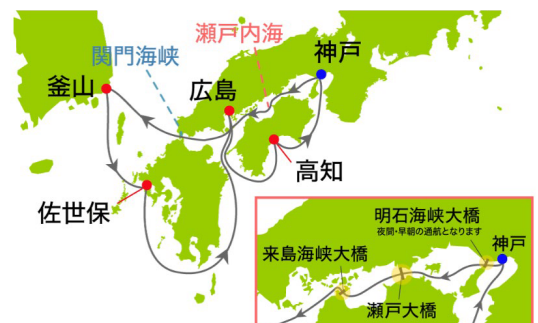 瀬戸内海
関門海峡
神戸
釜山
広島
高知
佐世保
明石海峡大橋
夜間・早朝の通航となります
神戸
来島海峡大橋
瀬戸大橋